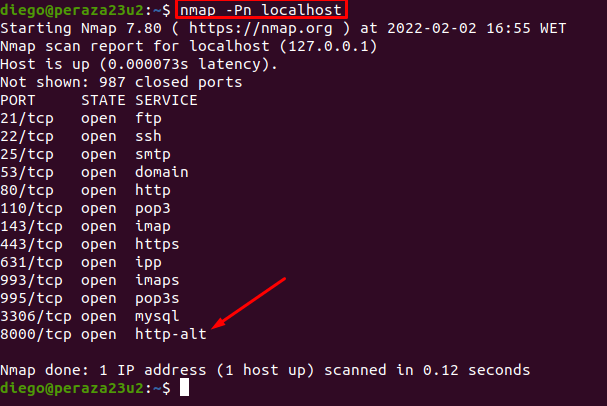 diego@peraza23u2:~$ nmap -Pn localhost
Starting Nmap 7.80 ( https://nmap.org ) at 2022-02-02 16:55 WET
Nmap scan report for localhost (127.0.0.1)
Host is up (0.000073s latency).
Not shown: 987 closed ports
PORT     STATE SERVICE
21/tcp   open  ftp
22/tcp   open  ssh
25/tcp   open  smtp
53/tcp   open  domain
80/tcp   open  http
110/tcp  open  pop3
143/tcp  open  imap
443/tcp  open  https
631/tcp  open  ipp
993/tcp  open  imaps
995/tcp  open  pop3s
3306/tcp open  mysql
8000/tcp open  http-alt
Nmap done: 1 IP address (1 host up) scanned in 0.12 seconds
diego@peraza23u2:~$